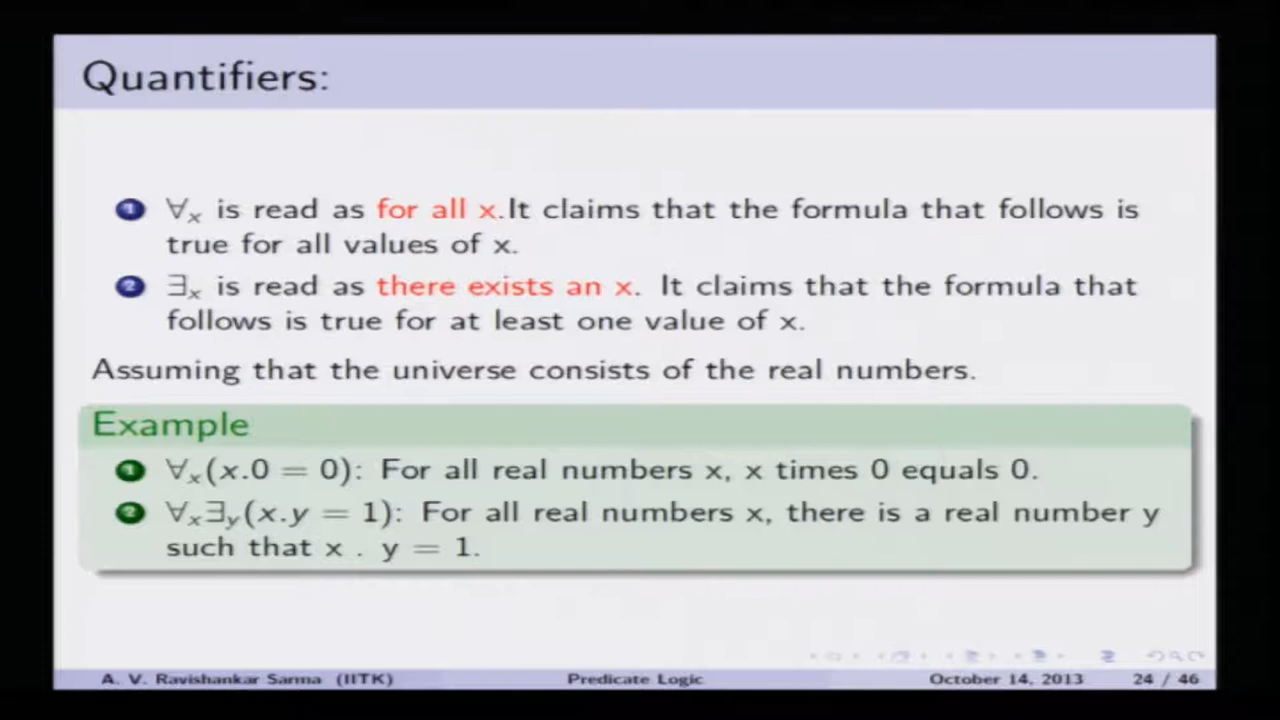 Quantifiers:
1 ∀x is read as for all x.It claims that the formula that follows is
true for all values of x.
2 ∃x is read as there exists an x. It claims that the formula that
follows is true for at least one value of x.
Assuming that the universe consists of the real numbers.
Example
1 ∀x(x.0 = 0): For all real numbers x, x times 0 equals 0.
2 ∀x∃y(x.y = 1): For all real numbers x, there is a real number y
such that x . y = 1.
A. V. Ravishankar Sarma (IITK) Predicate Logic October 14, 2013 24 / 46